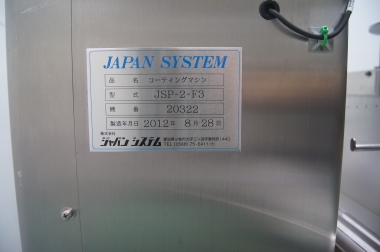 JAPAN SYSTEM
品名 コーティングマシン
型式 JSP-2-F3
機番 20322
製造年月日 2012年 8月28日
株式会社
ジャパンシステム